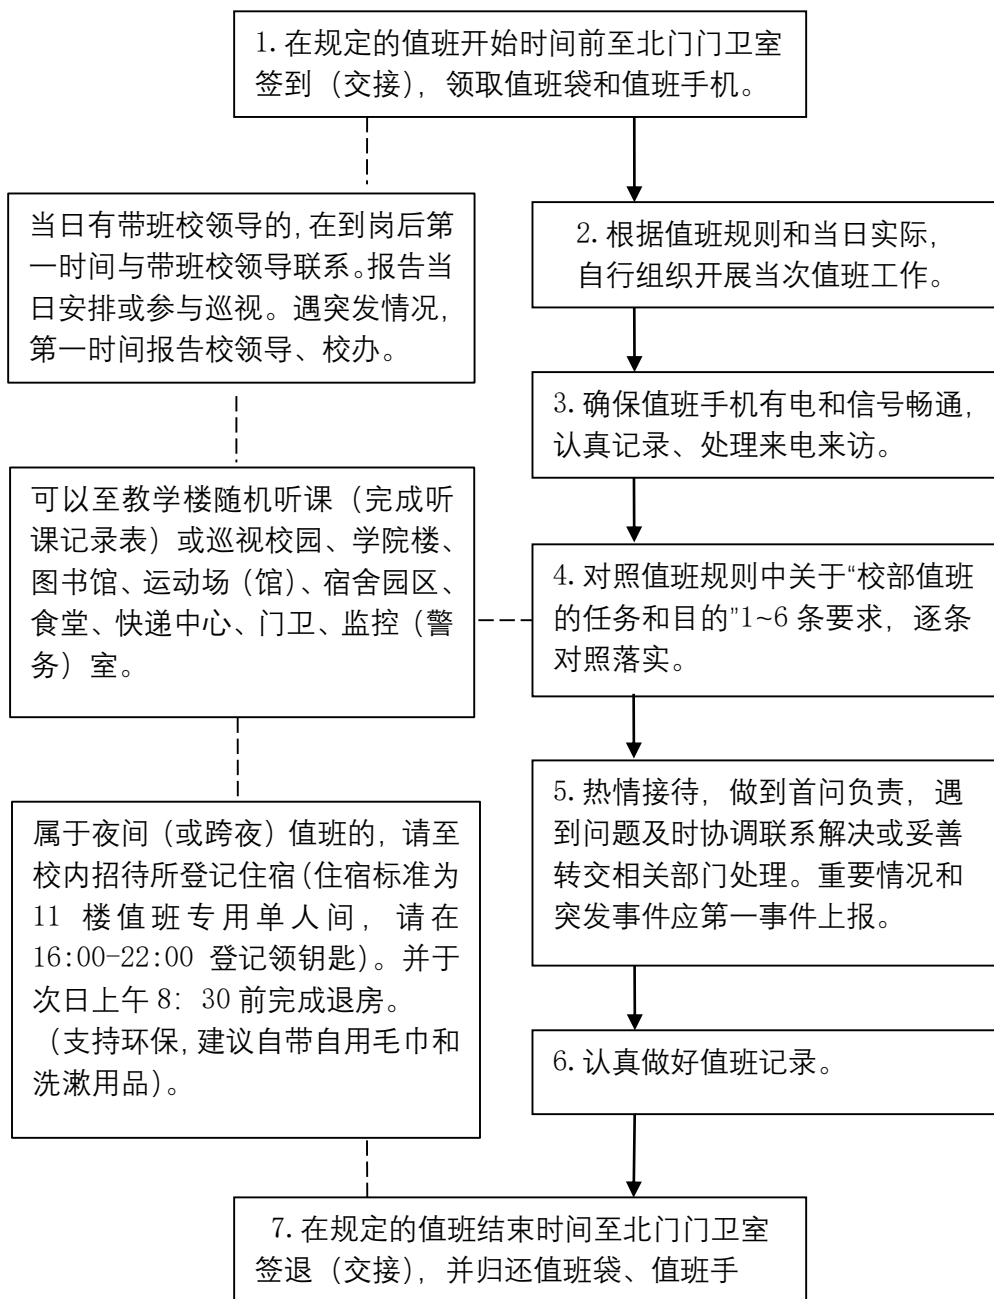 1.在规定的值班开始时间前至北门门卫室
签到（交接），领取值班袋和值班手机。
当日有带班校领导的,在到岗后第
一时间与带班校领导联系。报告当
日安排或参与巡视。遇突发情况,
第一时间报告校领导、校办。
2.根据值班规则和当日实际,
自行组织开展当次值班工作。
3.确保值班手机有电和信号畅通,
认真记录、处理来电来访。
可以至教学楼随机听课（完成听
课记录表）或巡视校园、学院楼、
图书馆、运动场（馆）、宿舍园区、
食堂、快递中心、门卫、监控（警
务）室。
4.对照值班规则中关于“校部值班
的任务和目的”1~6 条要求，逐条
对照落实。
5.热情接待，做到首问负责，遇
到问题及时协调联系解决或妥善
转交相关部门处理。重要情况和
突发事件应第一事件上报。
属于夜间（或跨夜）值班的，请至
校内招待所登记住宿(住宿标准为
11 楼值班专用单人间，请在
16:00-22:00 登记领钥匙)。并于
次日上午 8：30 前完成退房。
（支持环保,建议自带自用毛巾和
洗漱用品）。
6.认真做好值班记录。
7.在规定的值班结束时间至北门门卫室
签退（交接），并归还值班袋、值班手